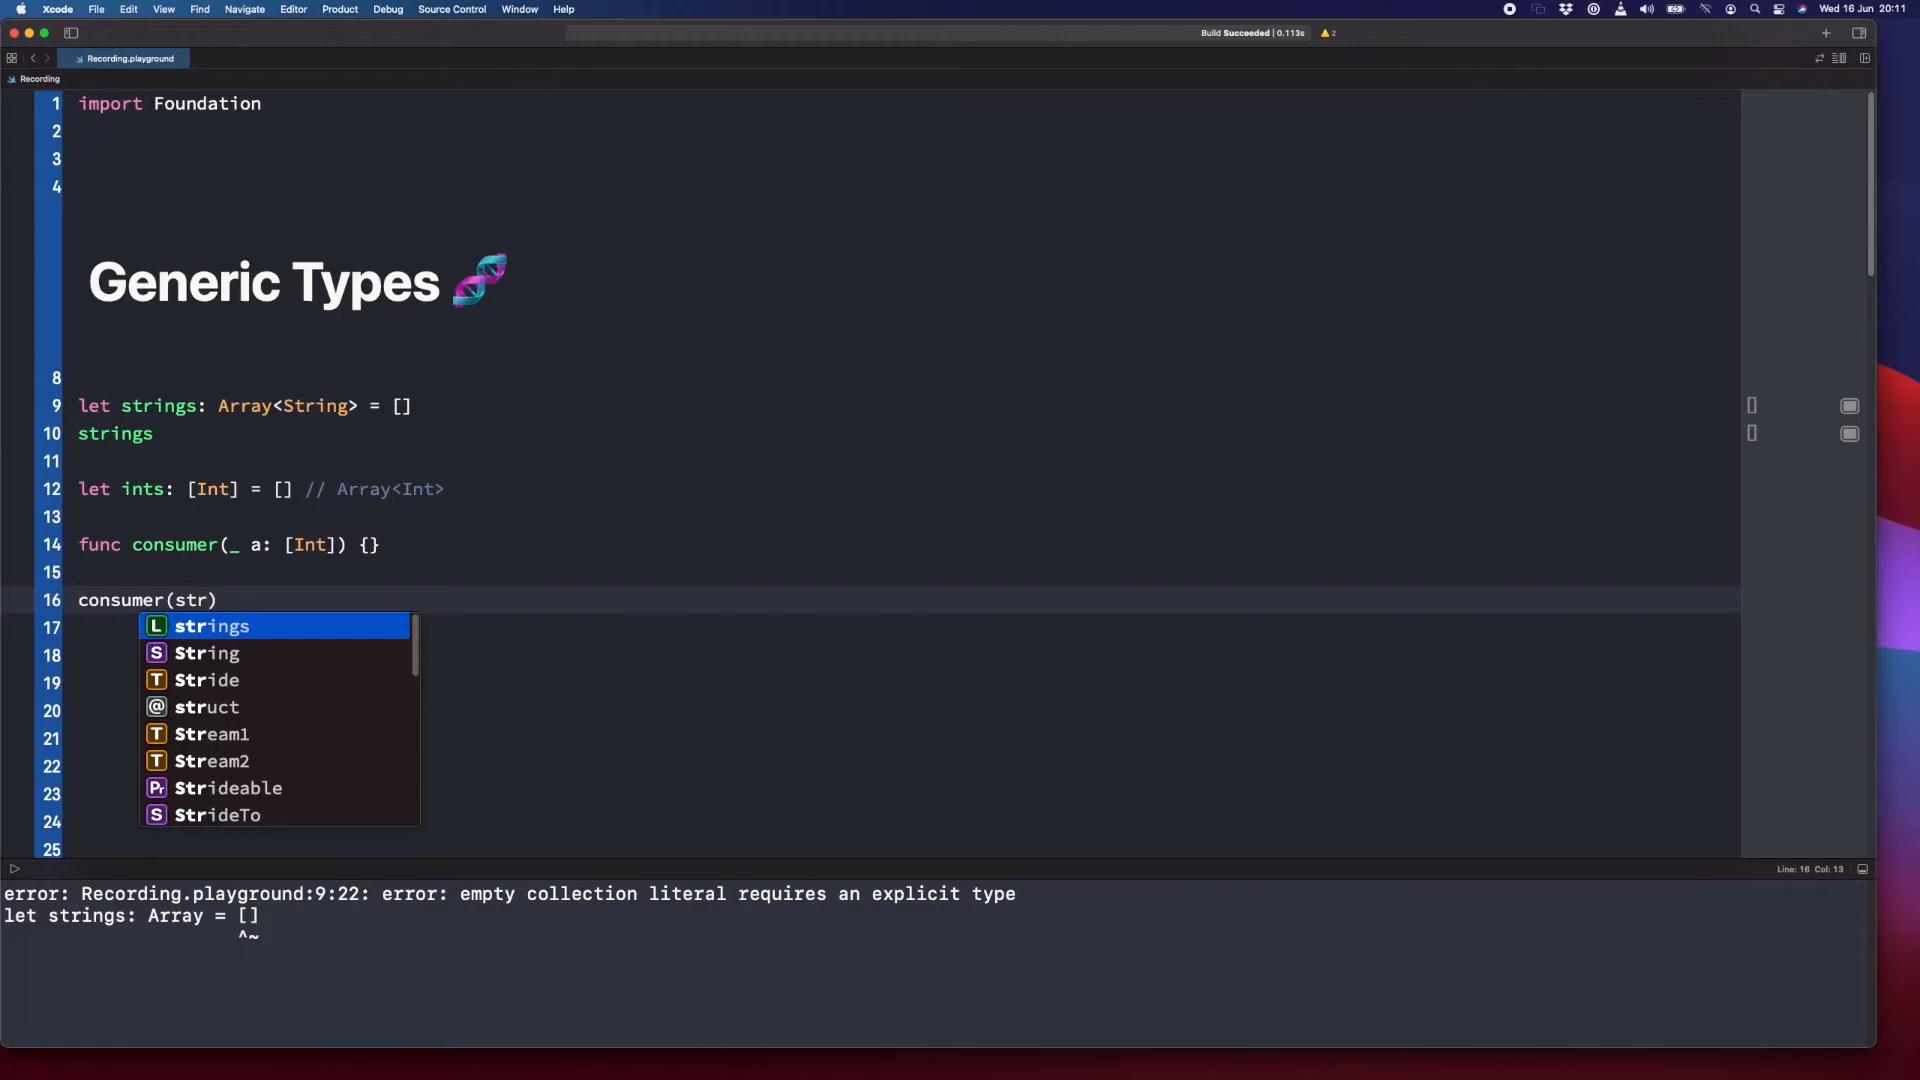 Xcode File Edit View Find Navigate Editor Product Debug Source Control Window Help Wed 16 Jun 20:11
Build Succeeded | 0.113s 2
Recording.playground
Recording
1 import Foundation
2
3
4
Generic Types 🧬
8
9 let strings: Array<String> = [] []
10 strings []
11
12 let ints: [Int] = [] // Array<Int>
13
14 func consumer(_ a: [Int]) {}
15
16 consumer(str)
17 L strings
18 S String
19 T Stride
20 @ struct
21 T Stream1
22 T Stream2
23 Pr Strideable
24 S StrideTo
25
Line: 16 Col: 13
error: Recording.playground:9:22: error: empty collection literal requires an explicit type
let strings: Array = []
^~